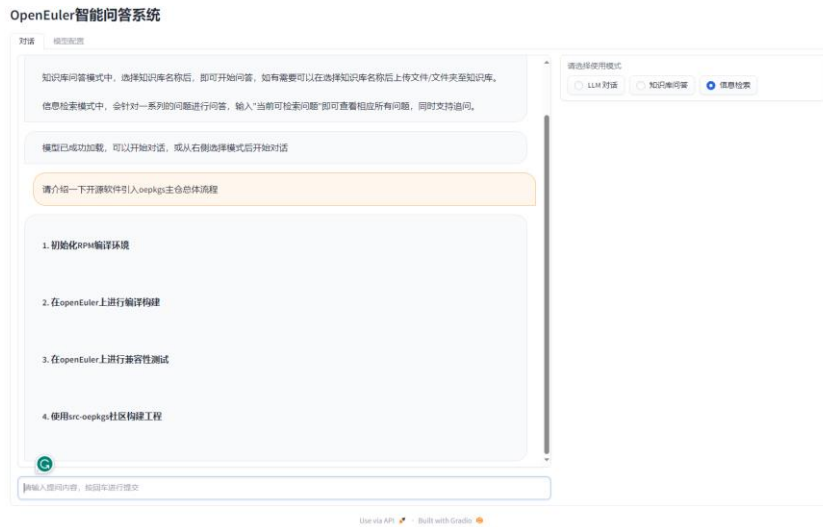 OpenEuler智能问答系统
对话 模型配置
知识库问答模式中，选择知识库名称后，即可开始问答，如有需要可以在选择知识库名称后上传文件/文件夹至知识库。
信息检索模式中，会针对一系列的问题进行问答，输入"当前可检索问题"即可查看相应所有问题，同时支持追问。
模型已成功加载，可以开始对话，或从右侧选择模式后开始对话
请介绍一下开源软件引入oepkgs主仓总体流程
1. 初始化RPM编译环境
2. 在openEuler上进行编译构建
3. 在openEuler上进行兼容性测试
4. 使用src-oepkgs社区构建工程
请输入提问内容，按回车进行提交
请选择使用模式
LLM 对话 知识库问答 信息检索
Use via API · Built with Gradio